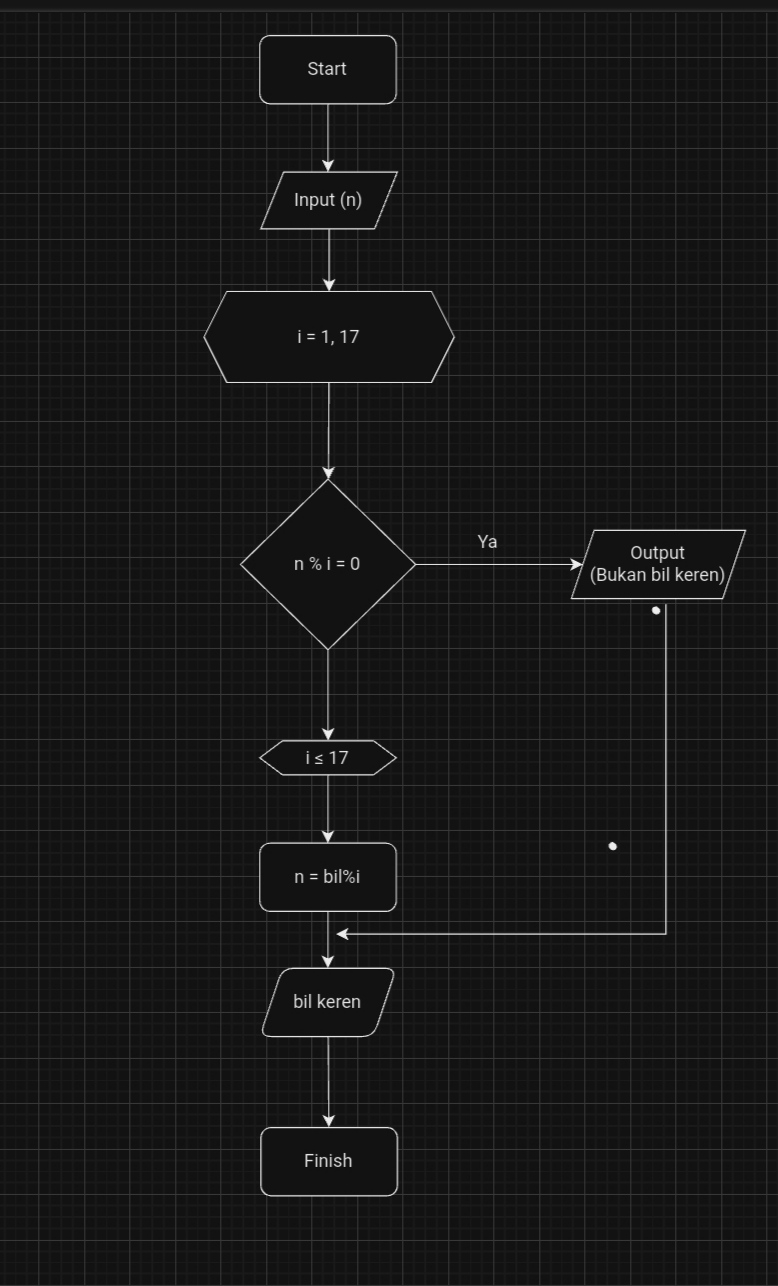 Start
Input (n)
i = 1, 17
n % i = 0
Ya
Output
(Bukan bil keren)
i ≤ 17
n = bil%i
bil keren
Finish